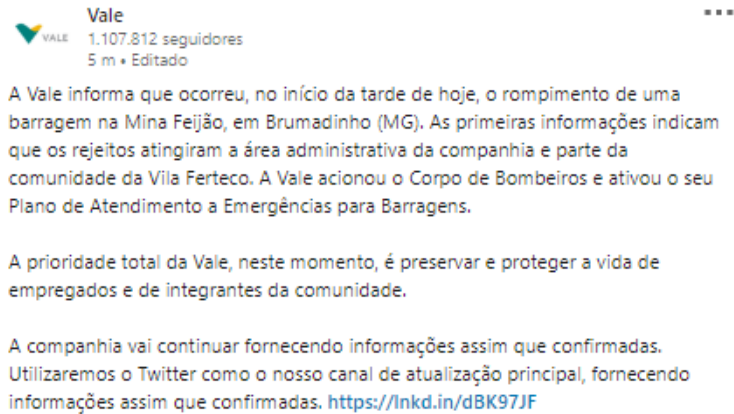 Vale
VALE
1.107.812 seguidores
5 m • Editado
A Vale informa que ocorreu, no início da tarde de hoje, o rompimento de uma
barragem na Mina Feijão, em Brumadinho (MG). As primeiras informações indicam
que os rejeitos atingiram a área administrativa da companhia e parte da
comunidade da Vila Ferteco. A Vale acionou o Corpo de Bombeiros e ativou o seu
Plano de Atendimento a Emergências para Barragens.
A prioridade total da Vale, neste momento, é preservar e proteger a vida de
empregados e de integrantes da comunidade.
A companhia vai continuar fornecendo informações assim que confirmadas.
Utilizaremos o Twitter como o nosso canal de atualização principal, fornecendo
informações assim que confirmadas. https://lnkd.in/dBK97JF